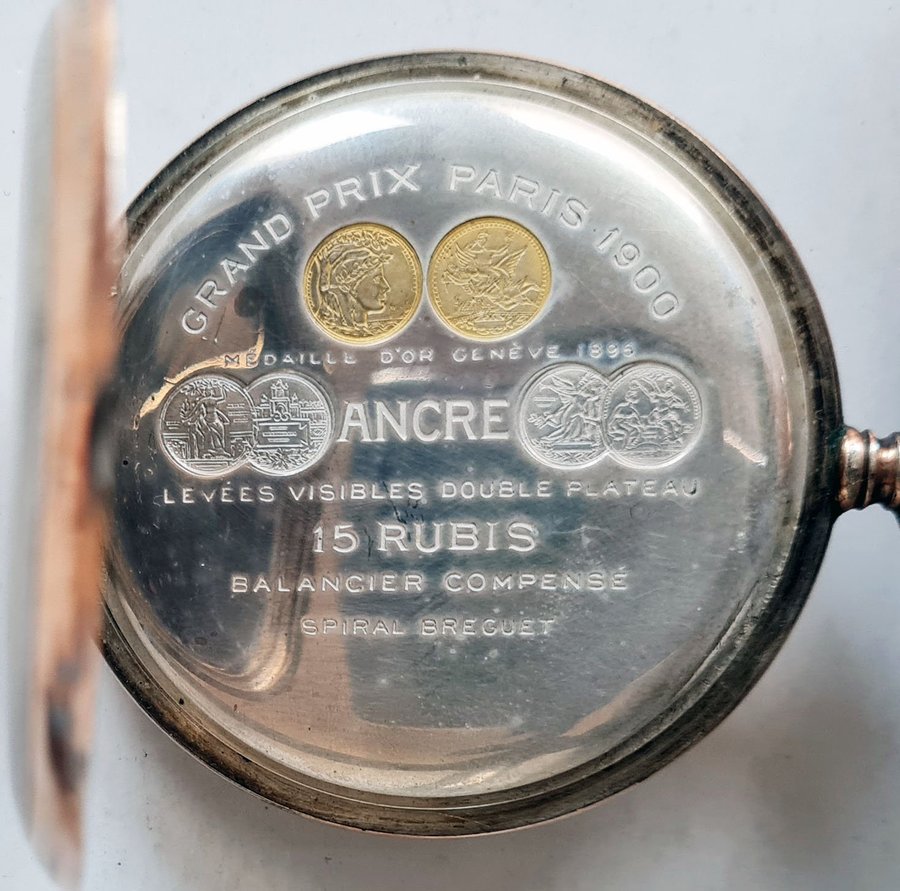 GRAND PRIX PARIS 1900
MÉDAILLE D'OR GENÈVE 1896
ANCRE
LEVÉES VISIBLES DOUBLE PLATEAU
15 RUBIS
BALANCIER COMPENSÉ
SPIRAL BREGUET